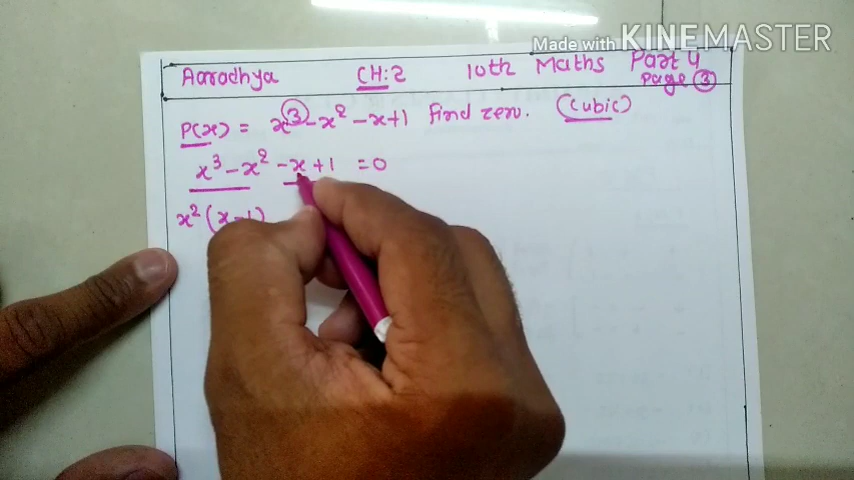 Made with KINEMASTER
Aaradhya CH:2 10th Maths Part 4
Page ③
P(x) = x³ - x² - x + 1 find zero. (Cubic)
x³ - x² - x + 1 = 0
x² (x - 1)